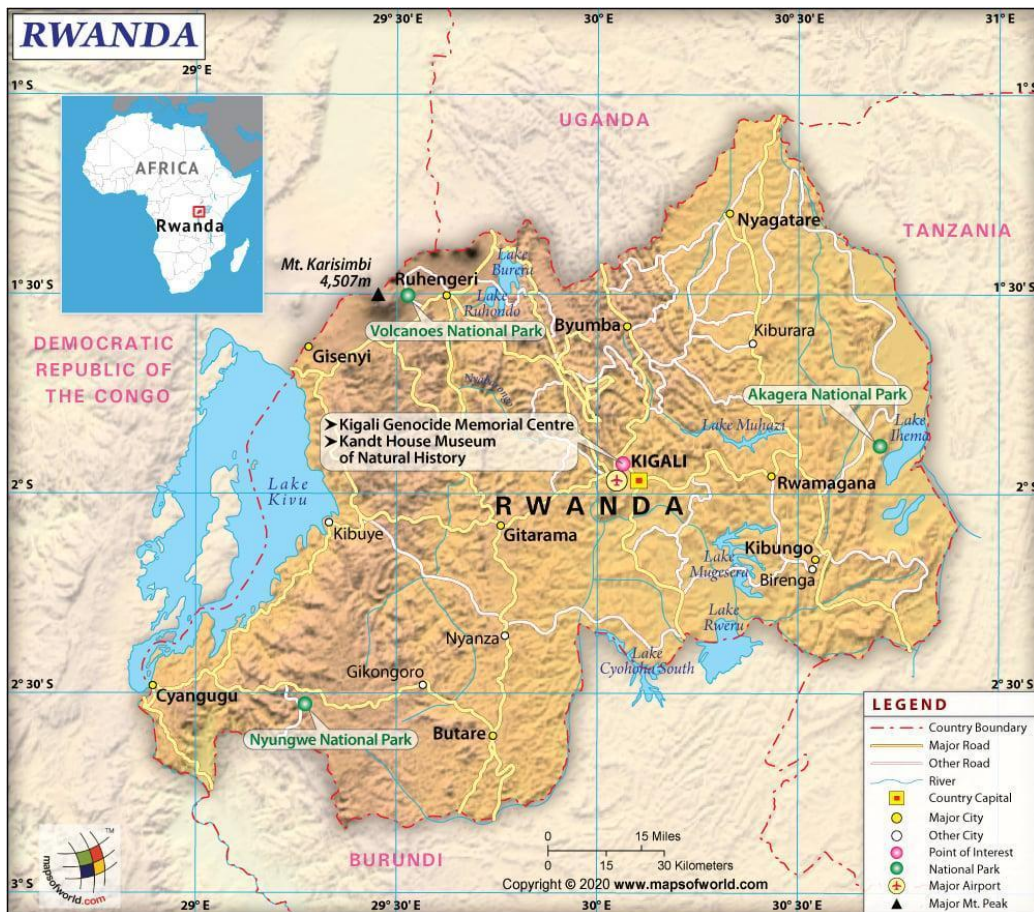 RWANDA
29° E
29° 30' E
30° E
30° 30' E
31° E
1° S
1° S
UGANDA
AFRICA
Rwanda
Nyagatare
TANZANIA
Mt. Karisimbi
4,507m
Lake
Burera
Ruhengeri
1° 30' S
1° 30' S
Lake
Ruhondo
Volcanoes National Park
Byumba
Kiburara
DEMOCRATIC
REPUBLIC OF
THE CONGO
Gisenyi
Akagera National Park
Lake
Ihema
Kigali Genocide Memorial Centre
Kandt House Museum
of Natural History
Lake Muhazi
KIGALI
Rwamagana
Lake
Kivu
2° S
2° S
RWANDA
Kibuye
Gitarama
Kibungo
Birenga
Lake
Mugesera
Lake
Rweru
Nyanza
Lake
Cyohoha South
Gikongoro
2° 30' S
2° 30' S
Cyangugu
Nyungwe National Park
Butare
LEGEND
Country Boundary
Major Road
Other Road
River
Country Capital
Major City
Other City
Point of Interest
National Park
Major Airport
Major Mt. Peak
BURUNDI
0 15 Miles
0 30 Kilometers
Copyright © 2020 www.mapsofworld.com
TM
mapsofworld.com
3° S
3° S
29° E
29° 30' E
30° E
30° 30' E